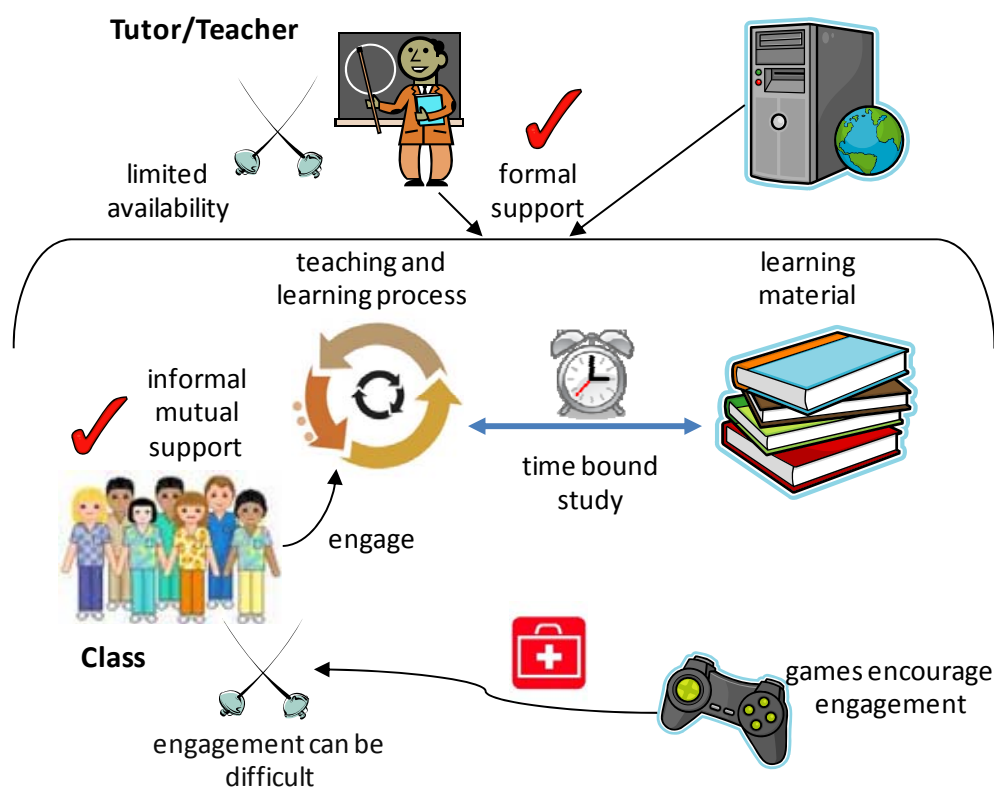 Tutor/Teacher
limited
availability
formal
support
teaching and
learning process
learning
material
informal
mutual
support
time bound
study
engage
Class
games encourage
engagement
engagement can be
difficult